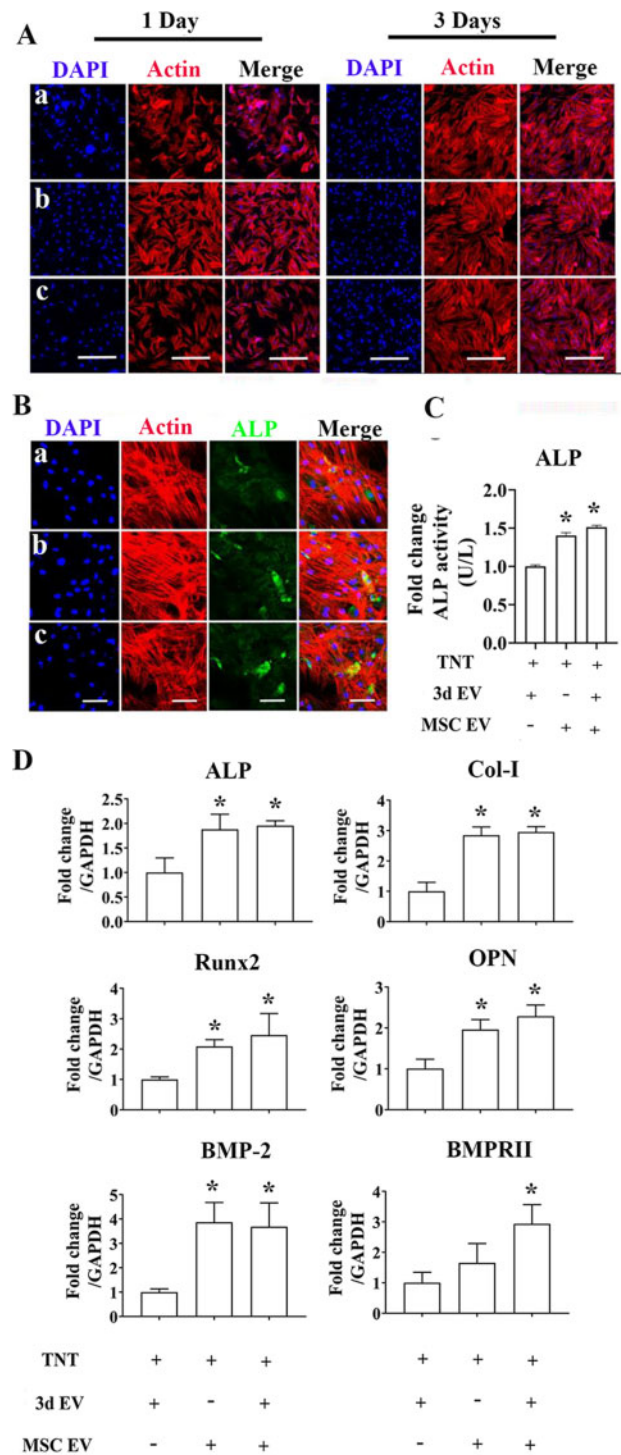 A
1 Day
3 Days
DAPI Actin Merge DAPI Actin Merge
a
b
c
B
DAPI Actin ALP Merge
a
b
c
C
ALP
Fold change
ALP activity
(U/L)
2.0
1.5
1.0
0.5
0.0
* *
TNT + + +
3d EV + - +
MSC EV - + +
D
ALP
Fold change
/GAPDH
2.5
2.0
1.5
1.0
0.5
0.0
* *
Col-I
Fold change
/GAPDH
4
3
2
1
0
* *
Runx2
Fold change
/GAPDH
4
3
2
1
0
* *
OPN
Fold change
/GAPDH
3
2
1
0
* *
BMP-2
Fold change
/GAPDH
5
4
3
2
1
0
* *
BMPRII
Fold change
/GAPDH
4
3
2
1
0
*
TNT + + + + + +
3d EV + - + + - +
MSC EV - + + - + +